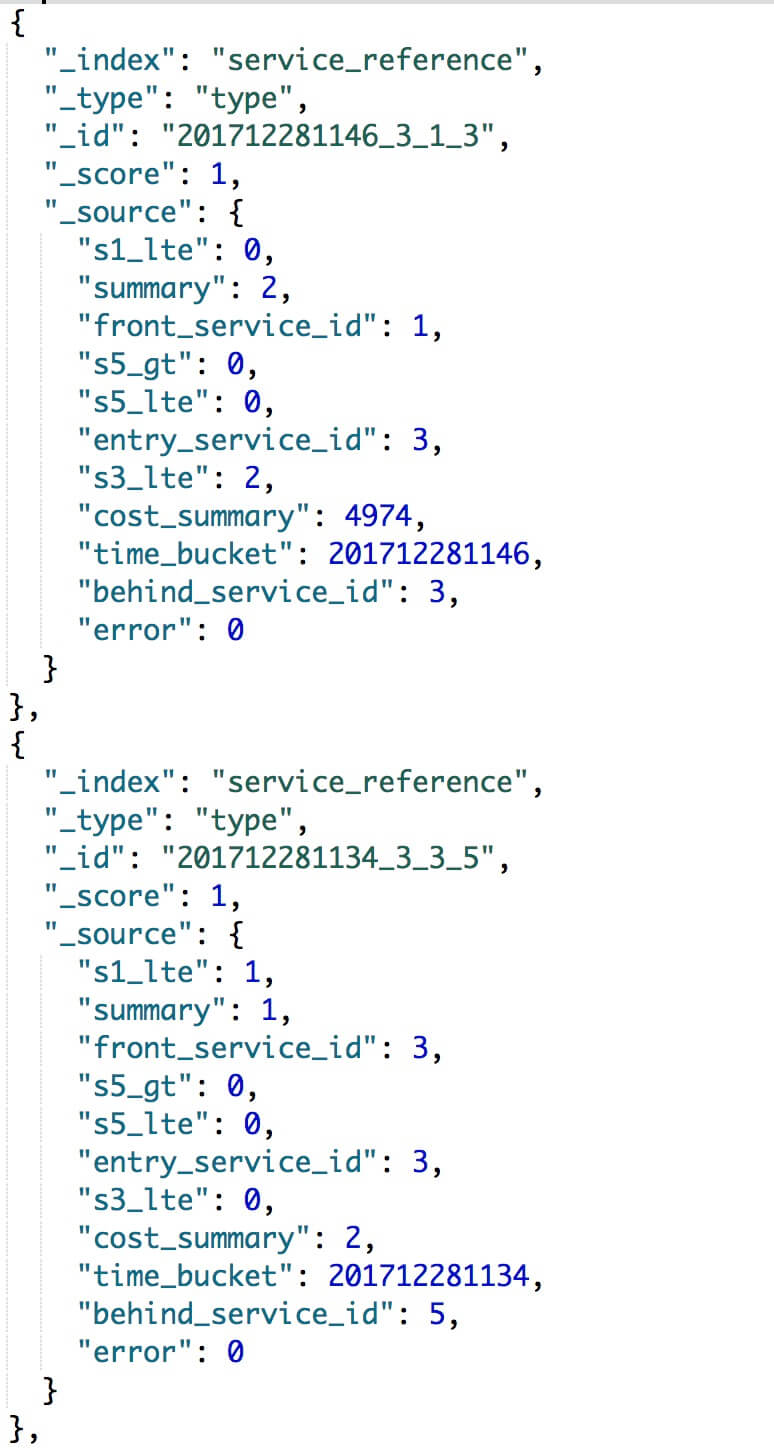 {
"_index": "service_reference",
"_type": "type",
"_id": "201712281146_3_1_3",
"_score": 1,
"_source": {
"s1_lte": 0,
"summary": 2,
"front_service_id": 1,
"s5_gt": 0,
"s5_lte": 0,
"entry_service_id": 3,
"s3_lte": 2,
"cost_summary": 4974,
"time_bucket": 201712281146,
"behind_service_id": 3,
"error": 0
}
},
{
"_index": "service_reference",
"_type": "type",
"_id": "201712281134_3_3_5",
"_score": 1,
"_source": {
"s1_lte": 1,
"summary": 1,
"front_service_id": 3,
"s5_gt": 0,
"s5_lte": 0,
"entry_service_id": 3,
"s3_lte": 0,
"cost_summary": 2,
"time_bucket": 201712281134,
"behind_service_id": 5,
"error": 0
}
},